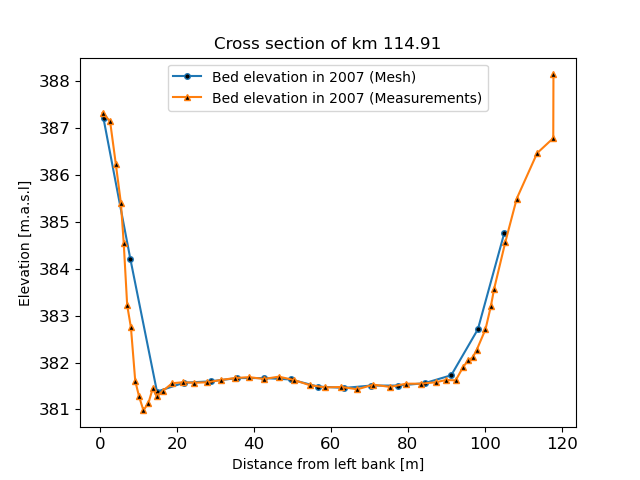 Cross section of km 114.91
Bed elevation in 2007 (Mesh)
Bed elevation in 2007 (Measurements)
Elevation [m.a.s.l]
388
387
386
385
384
383
382
381
0 20 40 60 80 100 120
Distance from left bank [m]